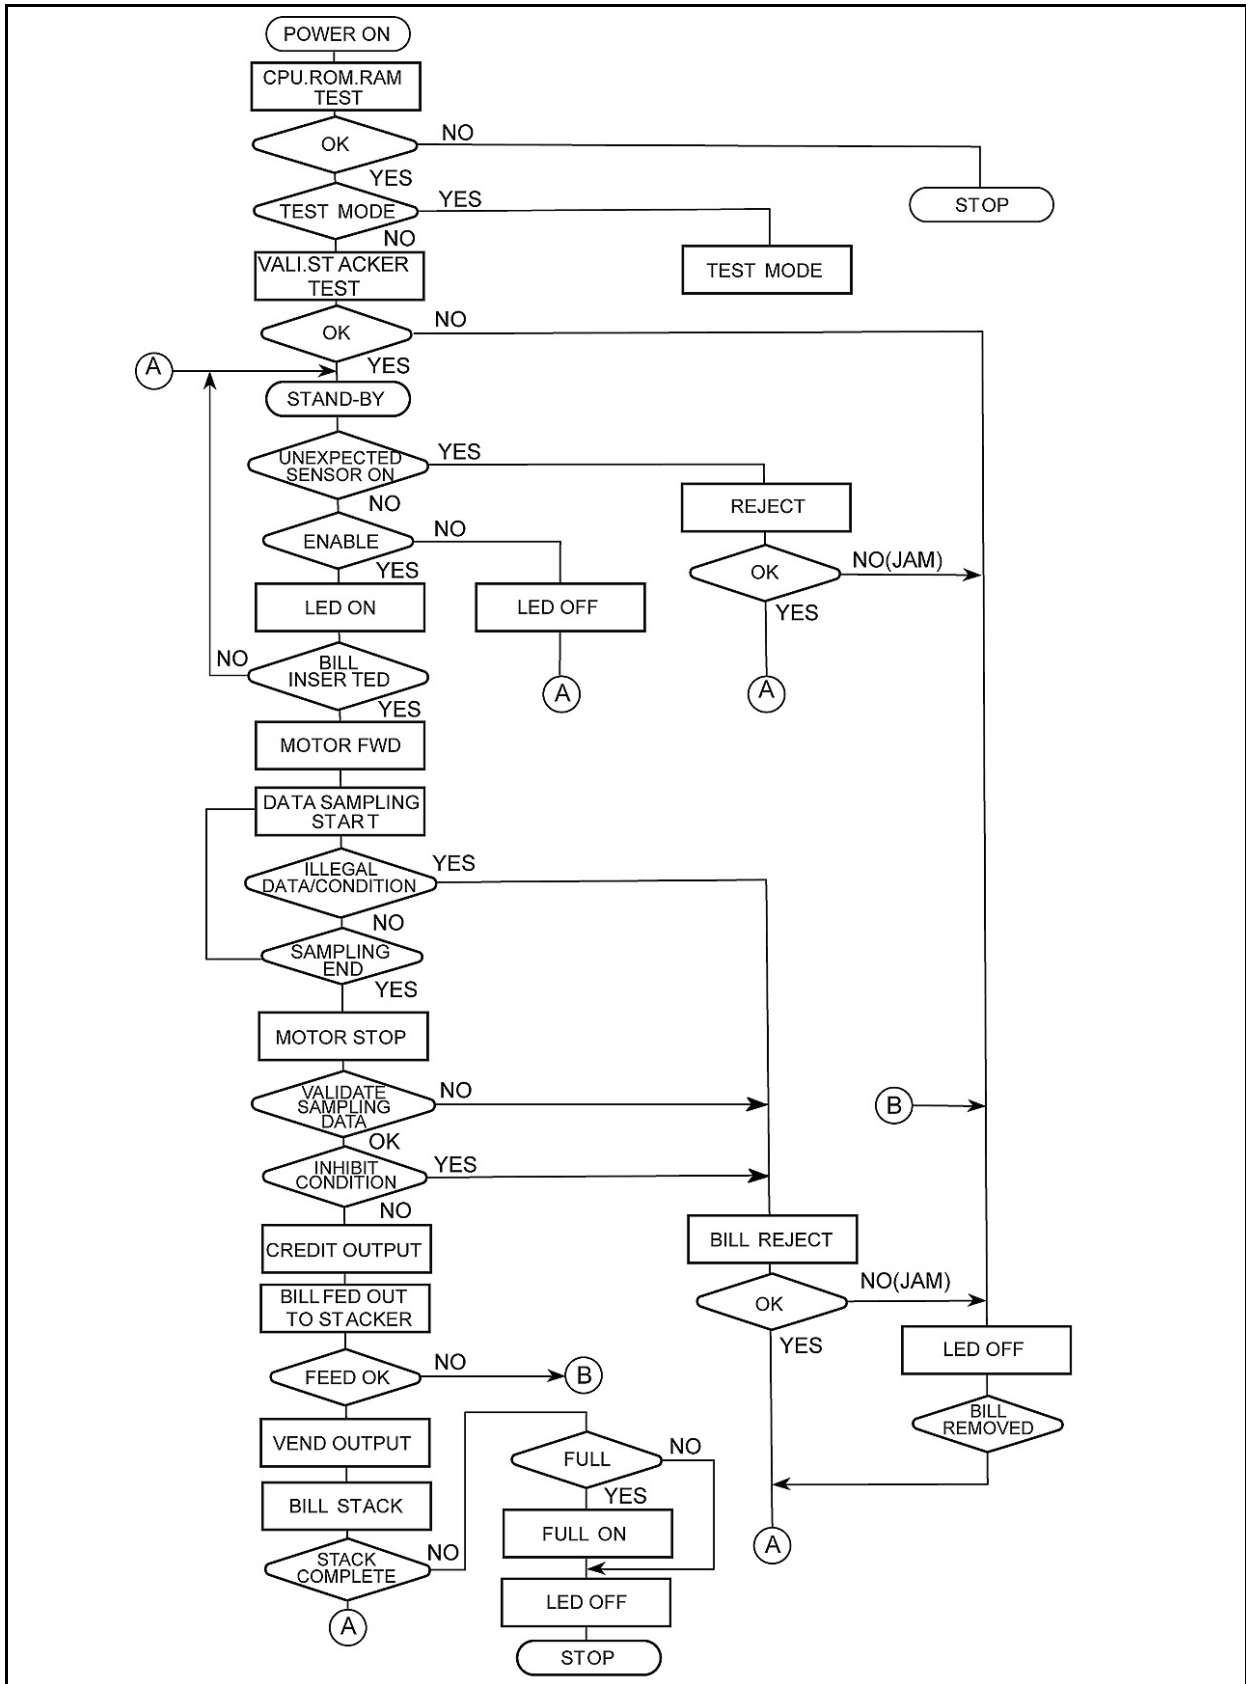 POWER ON
CPU.ROM.RAM
TEST
OK
NO
YES
STOP
TEST MODE
YES
NO
TEST MODE
VALI.ST ACKER
TEST
OK
NO
YES
A
STAND-BY
UNEXPECTED
SENSOR ON
YES
NO
REJECT
ENABLE
NO
YES
OK
NO(JAM)
YES
LED ON
LED OFF
NO
BILL
INSER TED
YES
A
A
MOTOR FWD
DATA SAMPLING
START
ILLEGAL
DATA/CONDITION
YES
NO
SAMPLING
END
YES
MOTOR STOP
VALIDATE
SAMPLING
DATA
NO
OK
B
INHIBIT
CONDITION
YES
NO
CREDIT OUTPUT
BILL REJECT
BILL FED OUT
TO STACKER
OK
NO(JAM)
YES
LED OFF
FEED OK
NO
B
BILL
REMOVED
VEND OUTPUT
FULL
NO
YES
BILL STACK
FULL ON
A
STACK
COMPLETE
NO
LED OFF
A
STOP